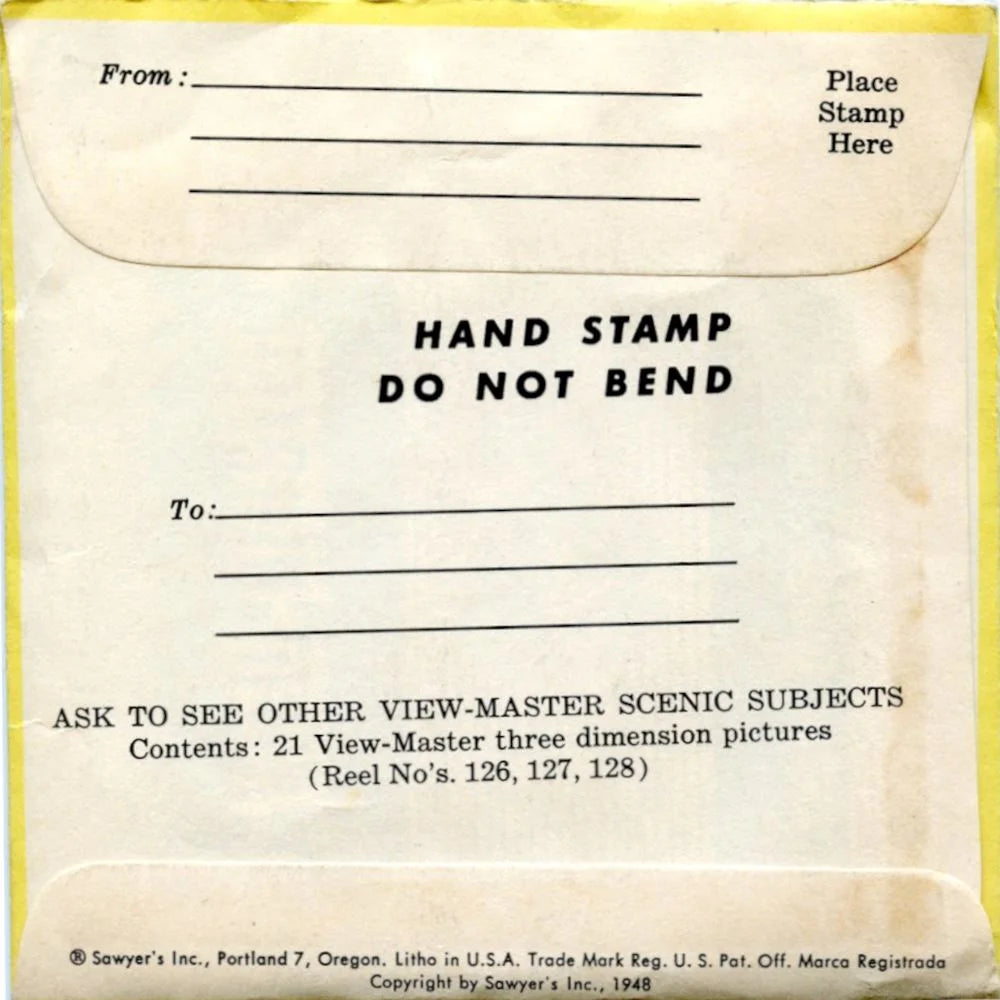 From:
Place
Stamp
Here
HAND STAMP
DO NOT BEND
To:
ASK TO SEE OTHER VIEW-MASTER SCENIC SUBJECTS
Contents: 21 View-Master three dimension pictures
(Reel No's. 126, 127, 128)
® Sawyer's Inc., Portland 7, Oregon. Litho in U.S.A. Trade Mark Reg. U. S. Pat. Off. Marca Registrada
Copyright by Sawyer's Inc., 1948